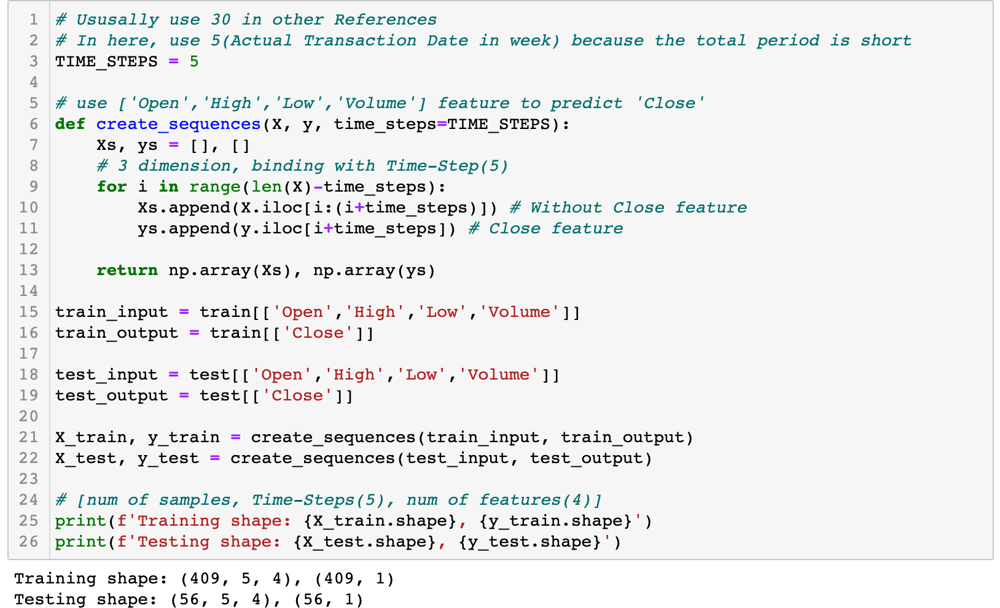 1 # Ususally use 30 in other References
2 # In here, use 5(Actual Transaction Date in week) because the total period is short
3 TIME_STEPS = 5
4
5 # use ['Open','High','Low','Volume'] feature to predict 'Close'
6 def create_sequences(X, y, time_steps=TIME_STEPS):
7     Xs, ys = [], []
8     # 3 dimension, binding with Time-Step(5)
9     for i in range(len(X)-time_steps):
10         Xs.append(X.iloc[i:(i+time_steps)]) # Without Close feature
11         ys.append(y.iloc[i+time_steps]) # Close feature
12
13     return np.array(Xs), np.array(ys)
14
15 train_input = train[['Open','High','Low','Volume']]
16 train_output = train[['Close']]
17
18 test_input = test[['Open','High','Low','Volume']]
19 test_output = test[['Close']]
20
21 X_train, y_train = create_sequences(train_input, train_output)
22 X_test, y_test = create_sequences(test_input, test_output)
23
24 # [num of samples, Time-Steps(5), num of features(4)]
25 print(f'Training shape: {X_train.shape}, {y_train.shape}')
26 print(f'Testing shape: {X_test.shape}, {y_test.shape}')
Training shape: (409, 5, 4), (409, 1)
Testing shape: (56, 5, 4), (56, 1)